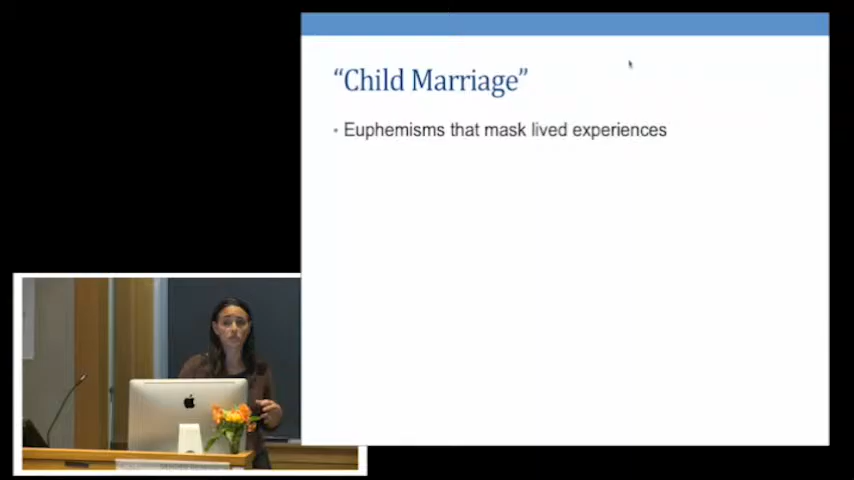 “Child Marriage”
• Euphemisms that mask lived experiences